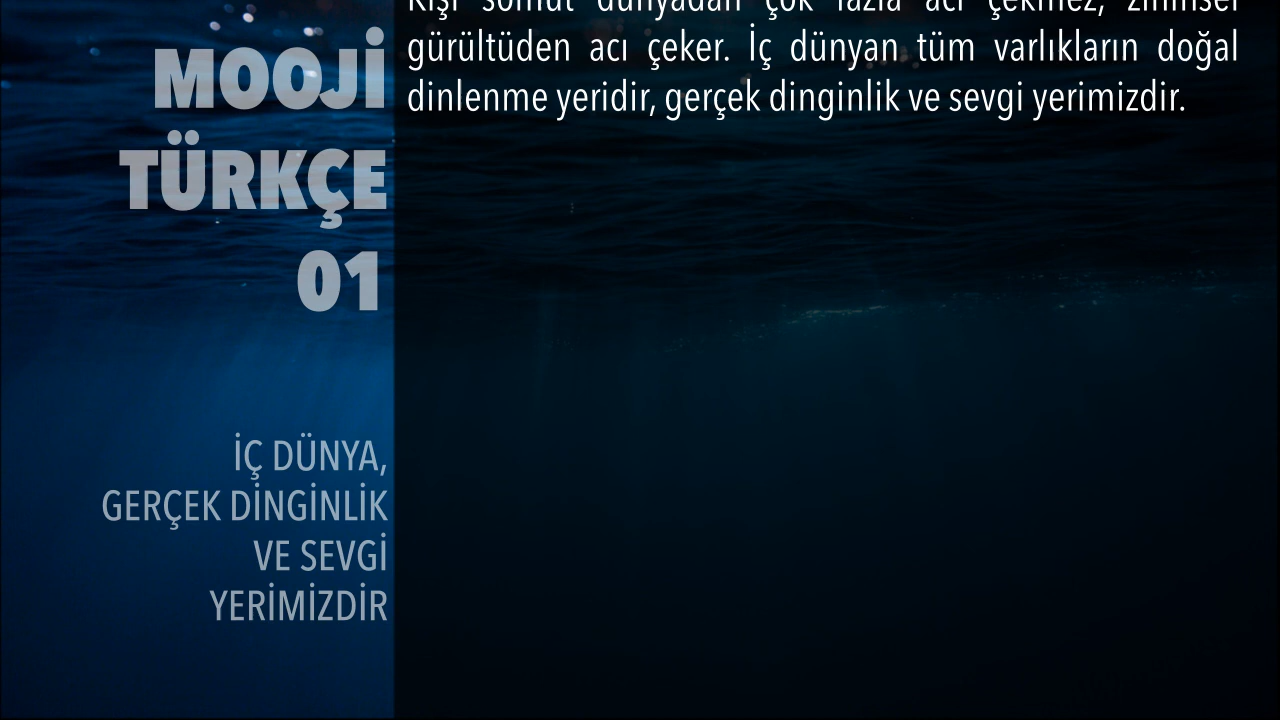 MOOJİ
TÜRKÇE
01
İÇ DÜNYA,
GERÇEK DİNGİNLİK
VE SEVGİ
YERİMİZDİR
Kişi somut dünyadan çok fazla acı çekmez, zihinsel
gürültüden acı çeker. İç dünyan tüm varlıkların doğal
dinlenme yeridir, gerçek dinginlik ve sevgi yerimizdir.